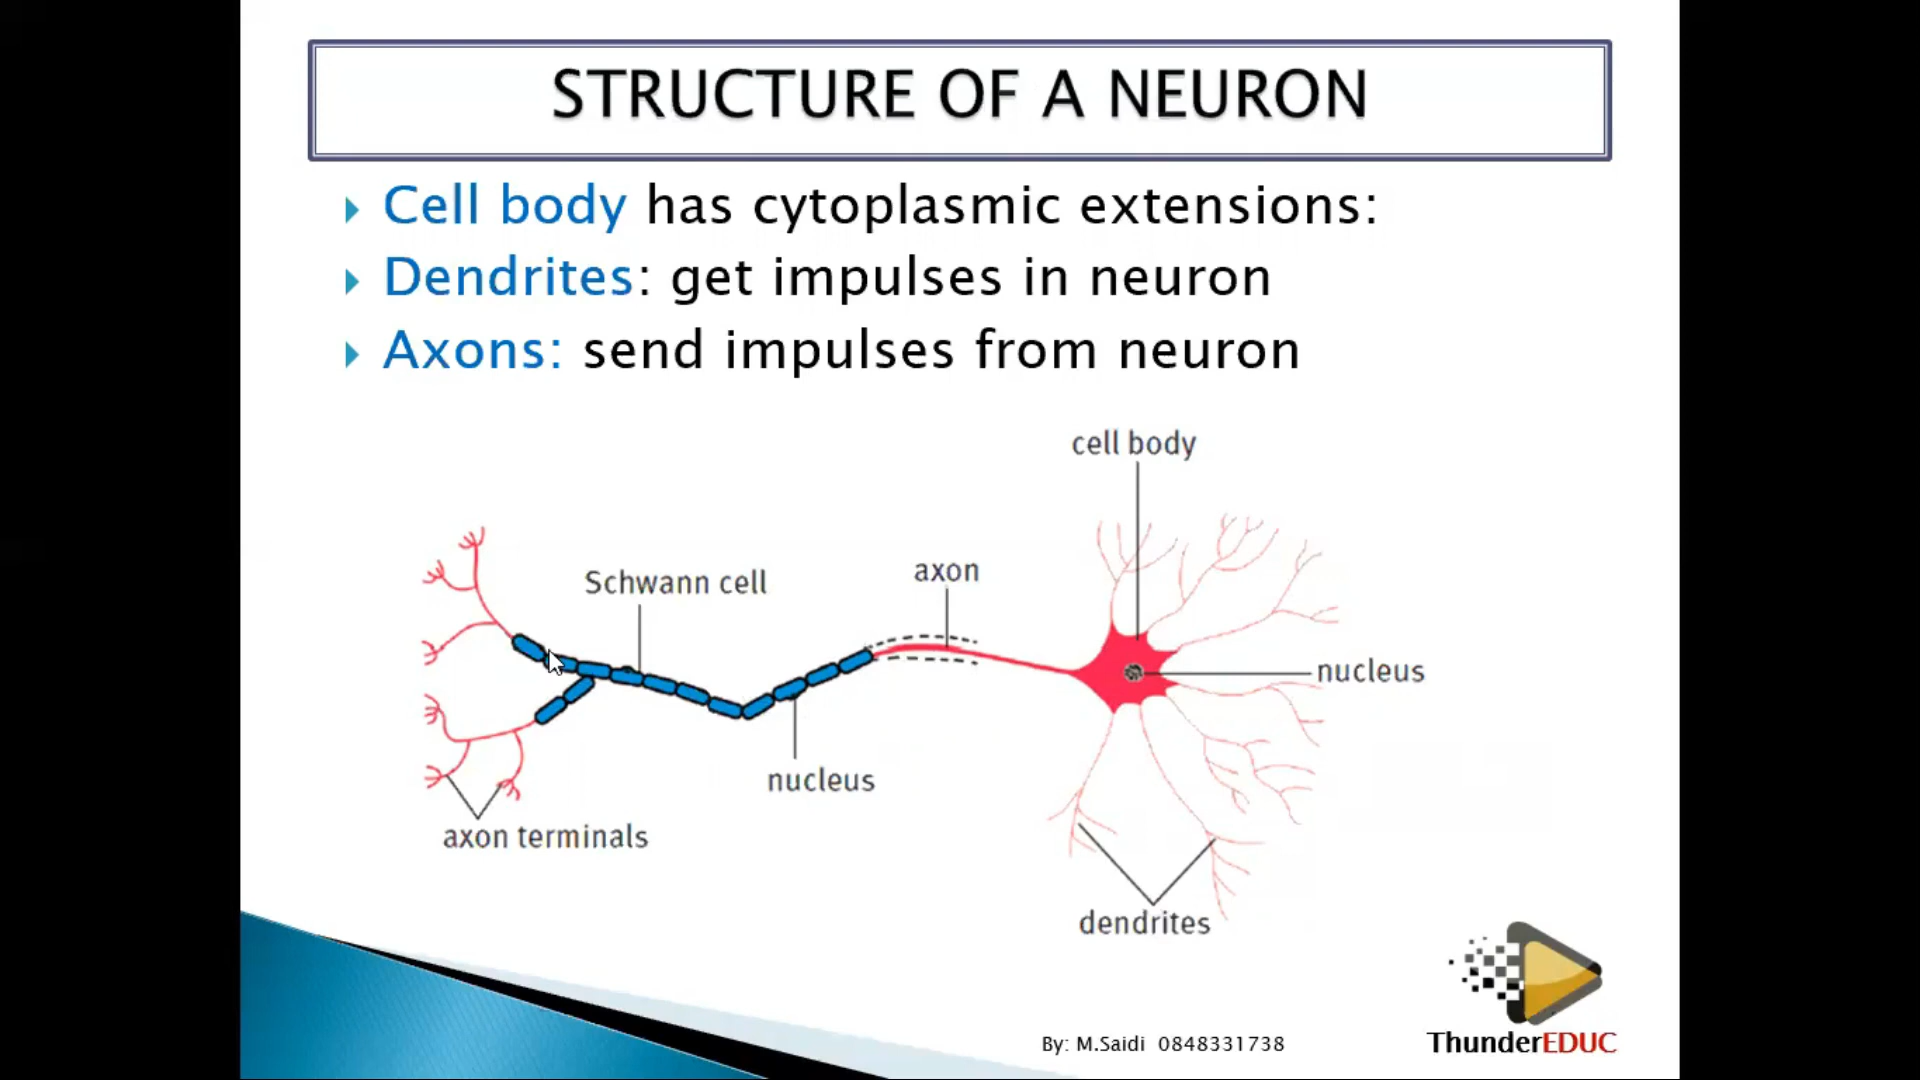 STRUCTURE OF A NEURON
Cell body has cytoplasmic extensions:
Dendrites: get impulses in neuron
Axons: send impulses from neuron
cell body
Schwann cell
axon
nucleus
nucleus
axon terminals
dendrites
By: M.Saidi 0848331738
ThunderEDUC